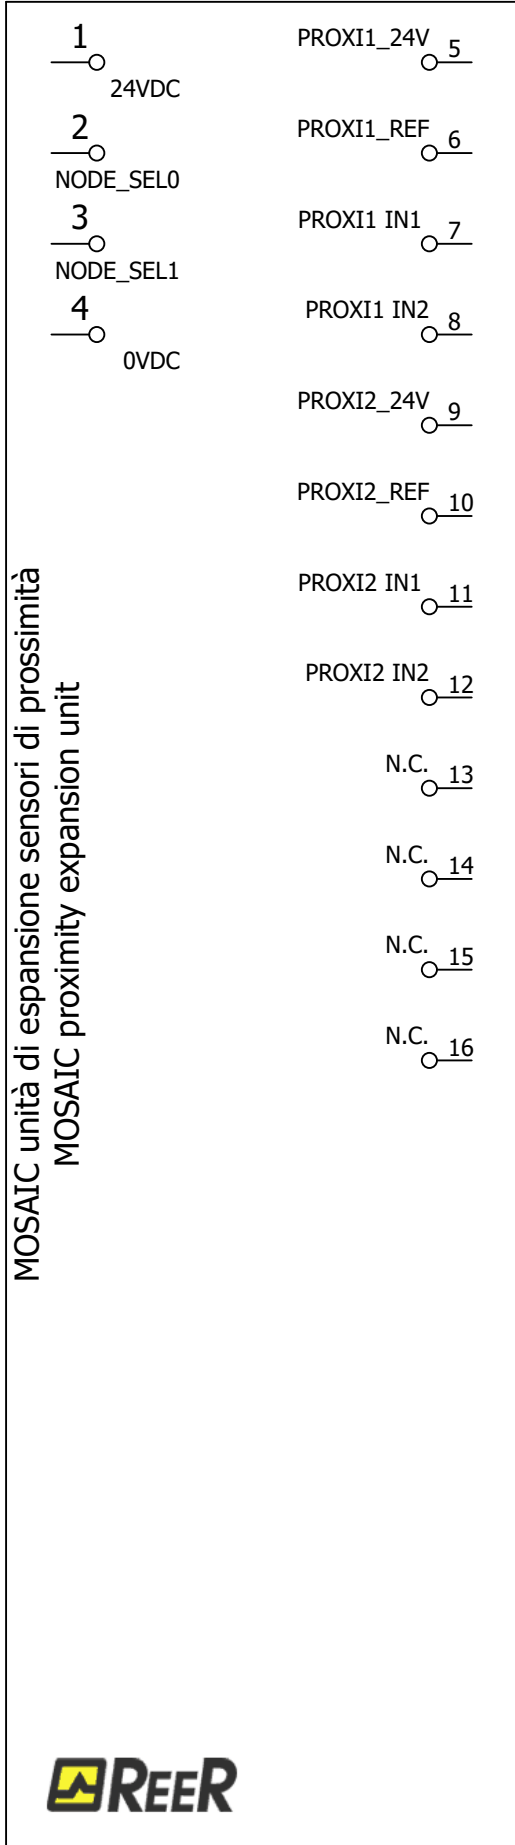 1
24VDC
2
NODE_SEL0
3
NODE_SEL1
4
0VDC
PROXI1_24V 5
PROXI1_REF 6
PROXI1 IN1 7
PROXI1 IN2 8
PROXI2_24V 9
PROXI2_REF 10
PROXI2 IN1 11
PROXI2 IN2 12
N.C. 13
N.C. 14
N.C. 15
N.C. 16
MOSAIC unità di espansione sensori di prossimità
MOSAIC proximity expansion unit
REER